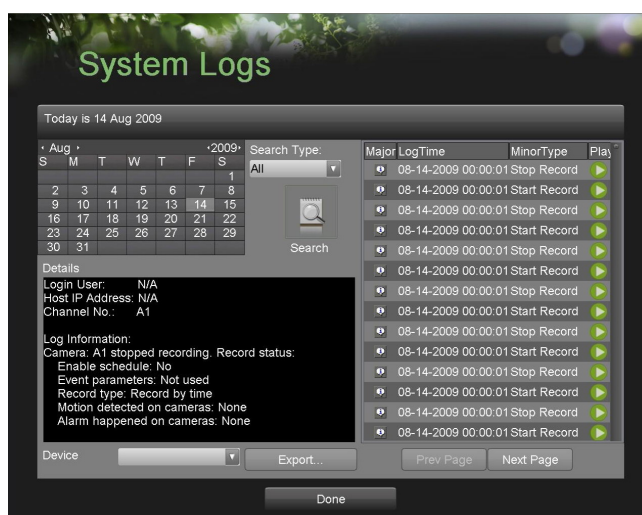 System Logs
Today is 14 Aug 2009
Aug 2009
S M T W T F S
1
2 3 4 5 6 7 8
9 10 11 12 13 14 15
16 17 18 19 20 21 22
23 24 25 26 27 28 29
30 31
Search Type:
All
Search
Details
Login User: N/A
Host IP Address: N/A
Channel No.: A1
Log Information:
Camera: A1 stopped recording. Record status:
Enable schedule: No
Event parameters: Not used
Record type: Record by time
Motion detected on cameras: None
Alarm happened on cameras: None
Device
Export...
Major LogTime MinorType Play
08-14-2009 00:00:01 Stop Record
08-14-2009 00:00:01 Start Record
08-14-2009 00:00:01 Stop Record
08-14-2009 00:00:01 Start Record
08-14-2009 00:00:01 Stop Record
08-14-2009 00:00:01 Start Record
08-14-2009 00:00:01 Stop Record
08-14-2009 00:00:01 Start Record
08-14-2009 00:00:01 Stop Record
08-14-2009 00:00:01 Start Record
08-14-2009 00:00:01 Stop Record
08-14-2009 00:00:01 Start Record
08-14-2009 00:00:01 Stop Record
08-14-2009 00:00:01 Start Record
Prev Page Next Page
Done